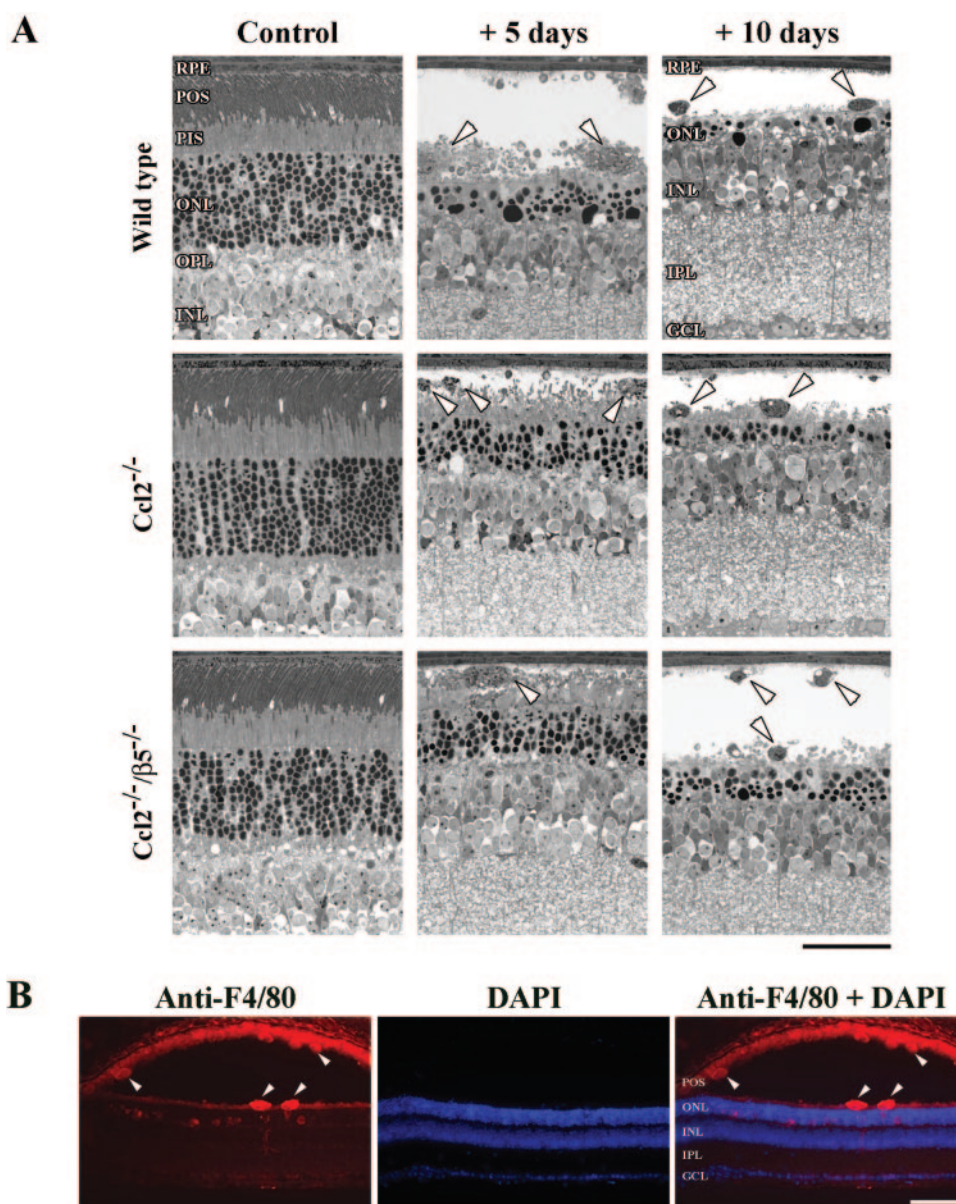 A
Control
+ 5 days
+ 10 days
Wild type
RPE
POS
PIS
ONL
OPL
INL
RPE
ONL
INL
IPL
GCL
Ccl2-/-
Ccl2-/-/β5-/-
B
Anti-F4/80
DAPI
Anti-F4/80 + DAPI
POS
ONL
INL
IPL
GCL